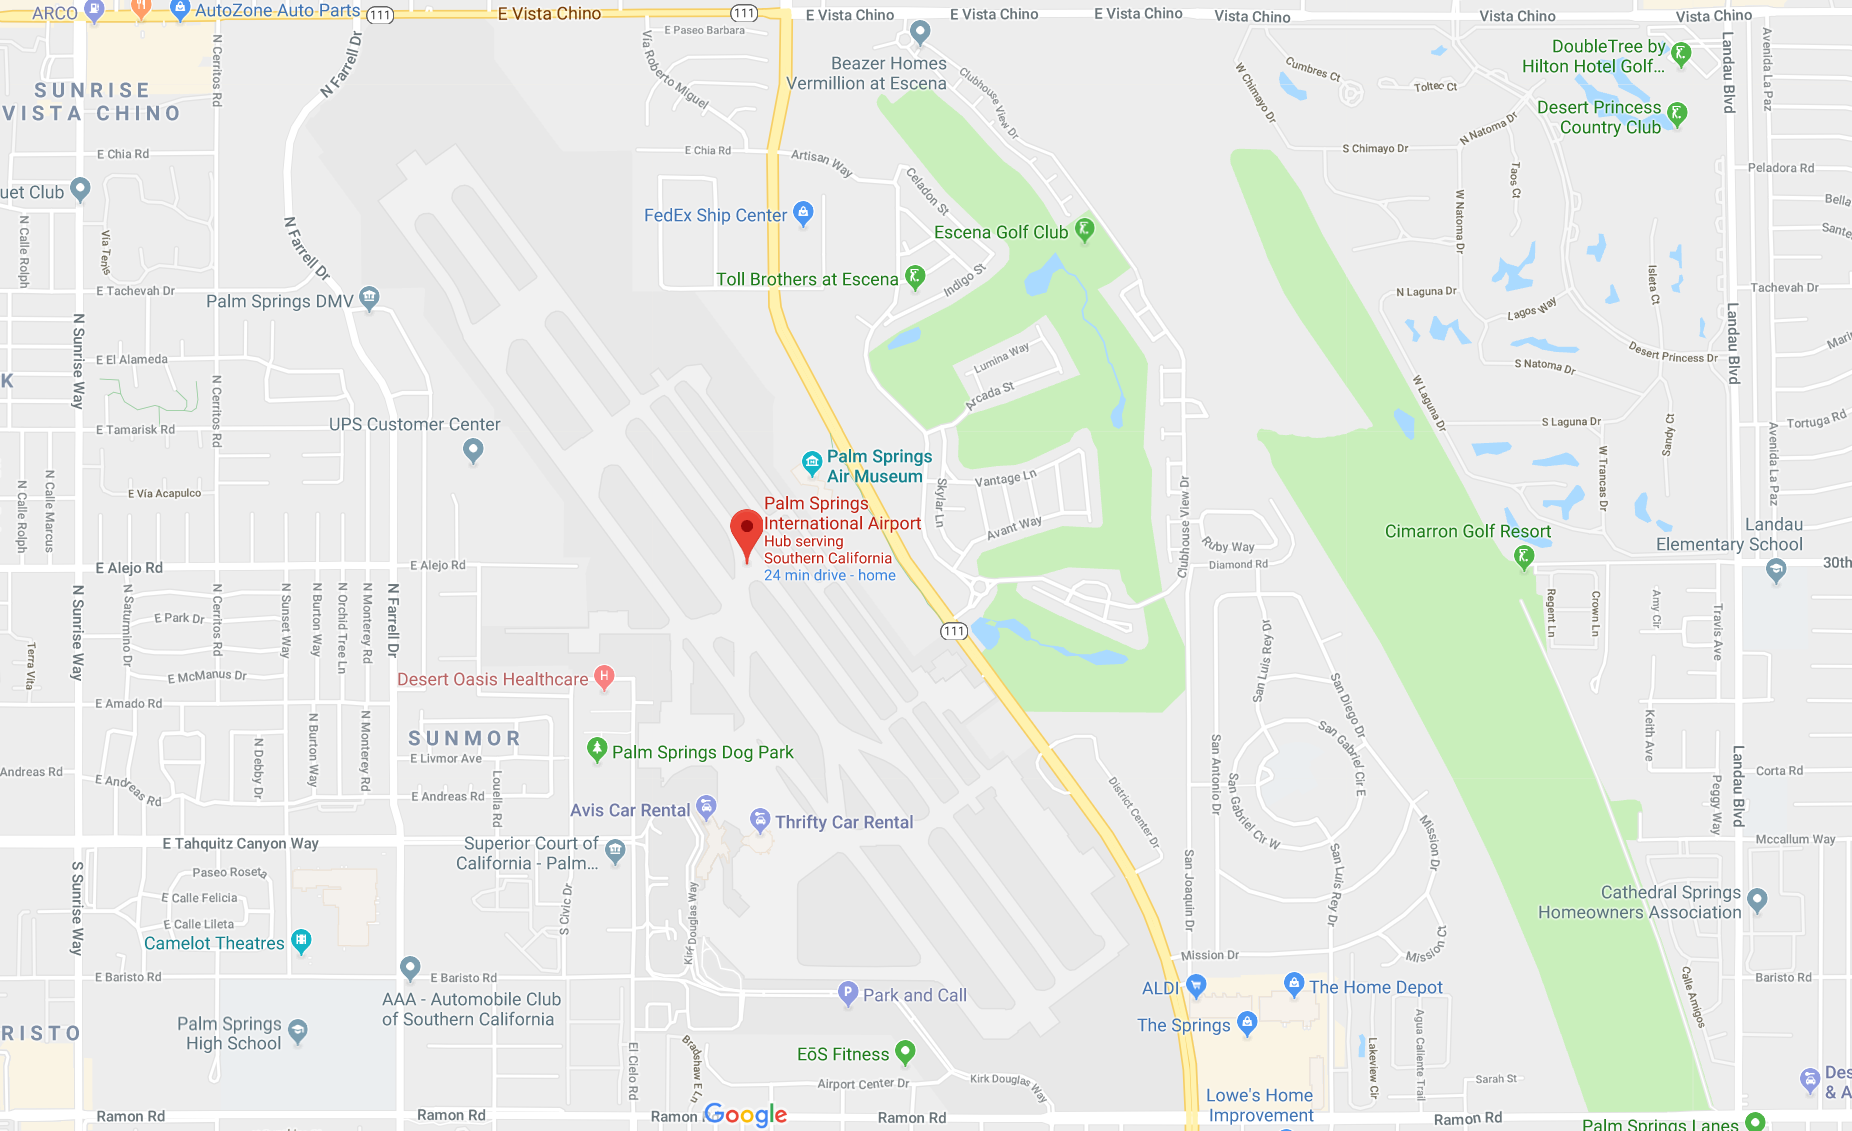 ARCO
AutoZone Auto Parts
111
E Vista Chino
111
E Vista Chino
E Vista Chino
E Vista Chino
Vista Chino
Vista Chino
Vista Chino
N Cerritos Rd
N Farrell Dr
E Paseo Barbara
Via Roberto Miguel
Beazer Homes
Vermillion at Escena
Clubhouse View Dr
W Chimayo Dr
Cumbres Ct
Toltec Ct
DoubleTree by
Hilton Hotel Golf...
Landau Blvd
Avenida La Paz
SUNRISE
VISTA CHINO
Desert Princess
Country Club
N Natoma Dr
S Chimayo Dr
E Chia Rd
E Chia Rd
Artisan Way
Celadon St
Taos Ct
Peladora Rd
uet Club
N Calle Rolph
Via Tenis
N Farrell Dr
FedEx Ship Center
Escena Golf Club
W Natoma Dr
Bella
Sante
Toll Brothers at Escena
Indigo St
Isleta Ct
E Tachevah Dr
Palm Springs DMV
N Laguna Dr
Lagos Way
Tachevah Dr
N Sunrise Way
Landau Blvd
E El Alameda
Lumina Way
Arcada St
Desert Princess Dr
S Natoma Dr
Marin
K
N Cerritos Rd
W Laguna Dr
E Tamarisk Rd
UPS Customer Center
S Laguna Dr
Sandy Ct
Tortuga Rd
Avenida La Paz
Palm Springs
Air Museum
W Trancas Dr
N Calle Rolph
N Calle Marcus
E Vía Acapulco
Skylar Ln
Vantage Ln
Avant Way
Clubhouse View Dr
Palm Springs
International Airport
Hub serving
Southern California
24 min drive - home
Cimarron Golf Resort
Landau
Elementary School
Ruby Way
Diamond Rd
E Alejo Rd
E Alejo Rd
30th
N Sunrise Way
N Saturmino Dr
E Park Dr
N Cerritos Rd
N Sunset Way
N Burton Way
N Orchid Tree Ln
N Monterey Rd
N Farrell Dr
111
Regent Ln
Crown Ln
Amy Cir
Travis Ave
Terra Vita
E McManus Dr
Desert Oasis Healthcare
San Luis Rey Dr
San Diego Dr
E Amado Rd
N Burton Way
N Monterey Rd
N Debby Dr
SUNMOR
E Livmor Ave
Palm Springs Dog Park
San Antonio Dr
San Gabriel Cir E
Keith Ave
Landau Blvd
Andreas Rd
E Andreas Rd
Louella Rd
E Andreas Rd
Avis Car Rental
Thrifty Car Rental
District Center Dr
San Gabriel Cir W
Mission Dr
Peggy Way
Corta Rd
E Tahquitz Canyon Way
Superior Court of
California - Palm...
Mccallum Way
S Sunrise Way
Paseo Roseta
E Calle Felicia
E Calle Lileta
Camelot Theatres
S Civic Dr
Kirk Douglas Way
San Joaquin Dr
San Luis Rey Dr
Cathedral Springs
Homeowners Association
Mission Dr
Mission Ct
E Baristo Rd
E Baristo Rd
Baristo Rd
AAA - Automobile Club
of Southern California
Park and Call
ALDI
The Home Depot
The Springs
Calle Amigos
RISTO
Palm Springs
High School
El Cielo Rd
Bradshaw Ln E
EōS Fitness
Airport Center Dr
Kirk Douglas Way
Lakeview Cir
Agua Caliente Trail
Sarah St
Des
& A
Lowe's Home
Improvement
Ramon Rd
Ramon Rd
Ramon R
Google
Ramon Rd
Ramon Rd
Palm Springs Lanes